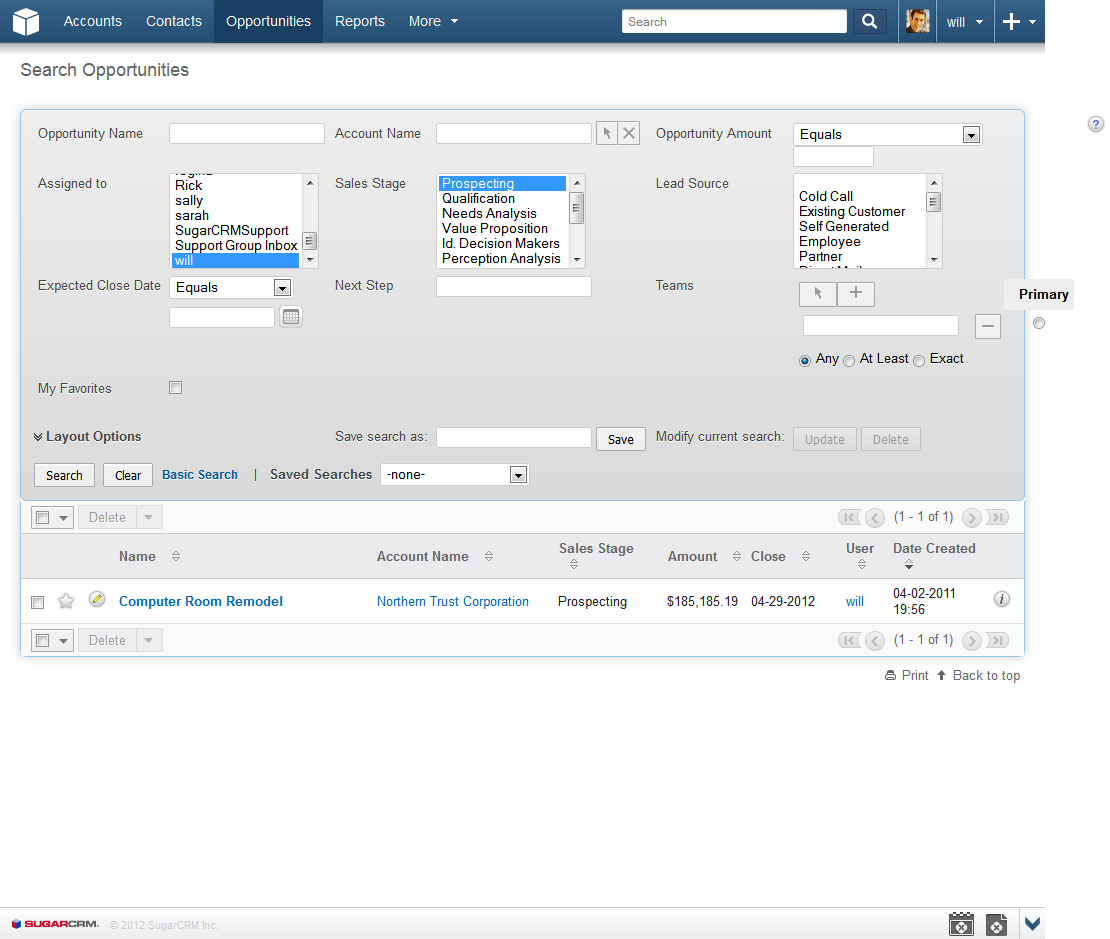 Accounts Contacts Opportunities Reports More Search will
Search Opportunities
Opportunity Name Account Name Opportunity Amount Equals
?
Assigned to
Rick
sally
sarah
SugarCRMSupport
Support Group Inbox
will
Sales Stage
Prospecting
Qualification
Needs Analysis
Value Proposition
Id. Decision Makers
Perception Analysis
Lead Source
Cold Call
Existing Customer
Self Generated
Employee
Partner
Expected Close Date Equals Next Step Teams
Primary
Any At Least Exact
My Favorites
Layout Options Save search as: Save Modify current search: Update Delete
Search Clear Basic Search | Saved Searches -none-
Delete (1 - 1 of 1)
Name Account Name Sales Stage Amount Close User Date Created
Computer Room Remodel Northern Trust Corporation Prospecting $185,185.19 04-29-2012 will 04-02-2011
19:56
i
Delete (1 - 1 of 1)
Print Back to top
SUGARCRM. © 2012 SugarCRM Inc.